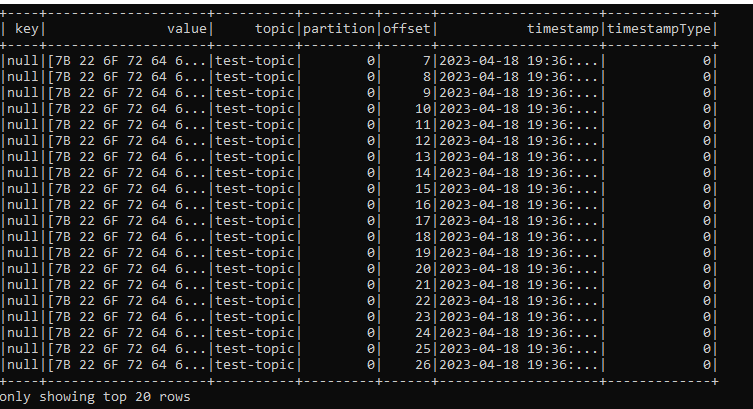 +----+--------------------+----------+---------+------+--------------------+-------------+
| key|               value|     topic|partition|offset|           timestamp|timestampType|
+----+--------------------+----------+---------+------+--------------------+-------------+
|null|[7B 22 6F 72 64 6...|test-topic|        0|     7|2023-04-18 19:36:...|            0|
|null|[7B 22 6F 72 64 6...|test-topic|        0|     8|2023-04-18 19:36:...|            0|
|null|[7B 22 6F 72 64 6...|test-topic|        0|     9|2023-04-18 19:36:...|            0|
|null|[7B 22 6F 72 64 6...|test-topic|        0|    10|2023-04-18 19:36:...|            0|
|null|[7B 22 6F 72 64 6...|test-topic|        0|    11|2023-04-18 19:36:...|            0|
|null|[7B 22 6F 72 64 6...|test-topic|        0|    12|2023-04-18 19:36:...|            0|
|null|[7B 22 6F 72 64 6...|test-topic|        0|    13|2023-04-18 19:36:...|            0|
|null|[7B 22 6F 72 64 6...|test-topic|        0|    14|2023-04-18 19:36:...|            0|
|null|[7B 22 6F 72 64 6...|test-topic|        0|    15|2023-04-18 19:36:...|            0|
|null|[7B 22 6F 72 64 6...|test-topic|        0|    16|2023-04-18 19:36:...|            0|
|null|[7B 22 6F 72 64 6...|test-topic|        0|    17|2023-04-18 19:36:...|            0|
|null|[7B 22 6F 72 64 6...|test-topic|        0|    18|2023-04-18 19:36:...|            0|
|null|[7B 22 6F 72 64 6...|test-topic|        0|    19|2023-04-18 19:36:...|            0|
|null|[7B 22 6F 72 64 6...|test-topic|        0|    20|2023-04-18 19:36:...|            0|
|null|[7B 22 6F 72 64 6...|test-topic|        0|    21|2023-04-18 19:36:...|            0|
|null|[7B 22 6F 72 64 6...|test-topic|        0|    22|2023-04-18 19:36:...|            0|
|null|[7B 22 6F 72 64 6...|test-topic|        0|    23|2023-04-18 19:36:...|            0|
|null|[7B 22 6F 72 64 6...|test-topic|        0|    24|2023-04-18 19:36:...|            0|
|null|[7B 22 6F 72 64 6...|test-topic|        0|    25|2023-04-18 19:36:...|            0|
|null|[7B 22 6F 72 64 6...|test-topic|        0|    26|2023-04-18 19:36:...|            0|
+----+--------------------+----------+---------+------+--------------------+-------------+
only showing top 20 rows